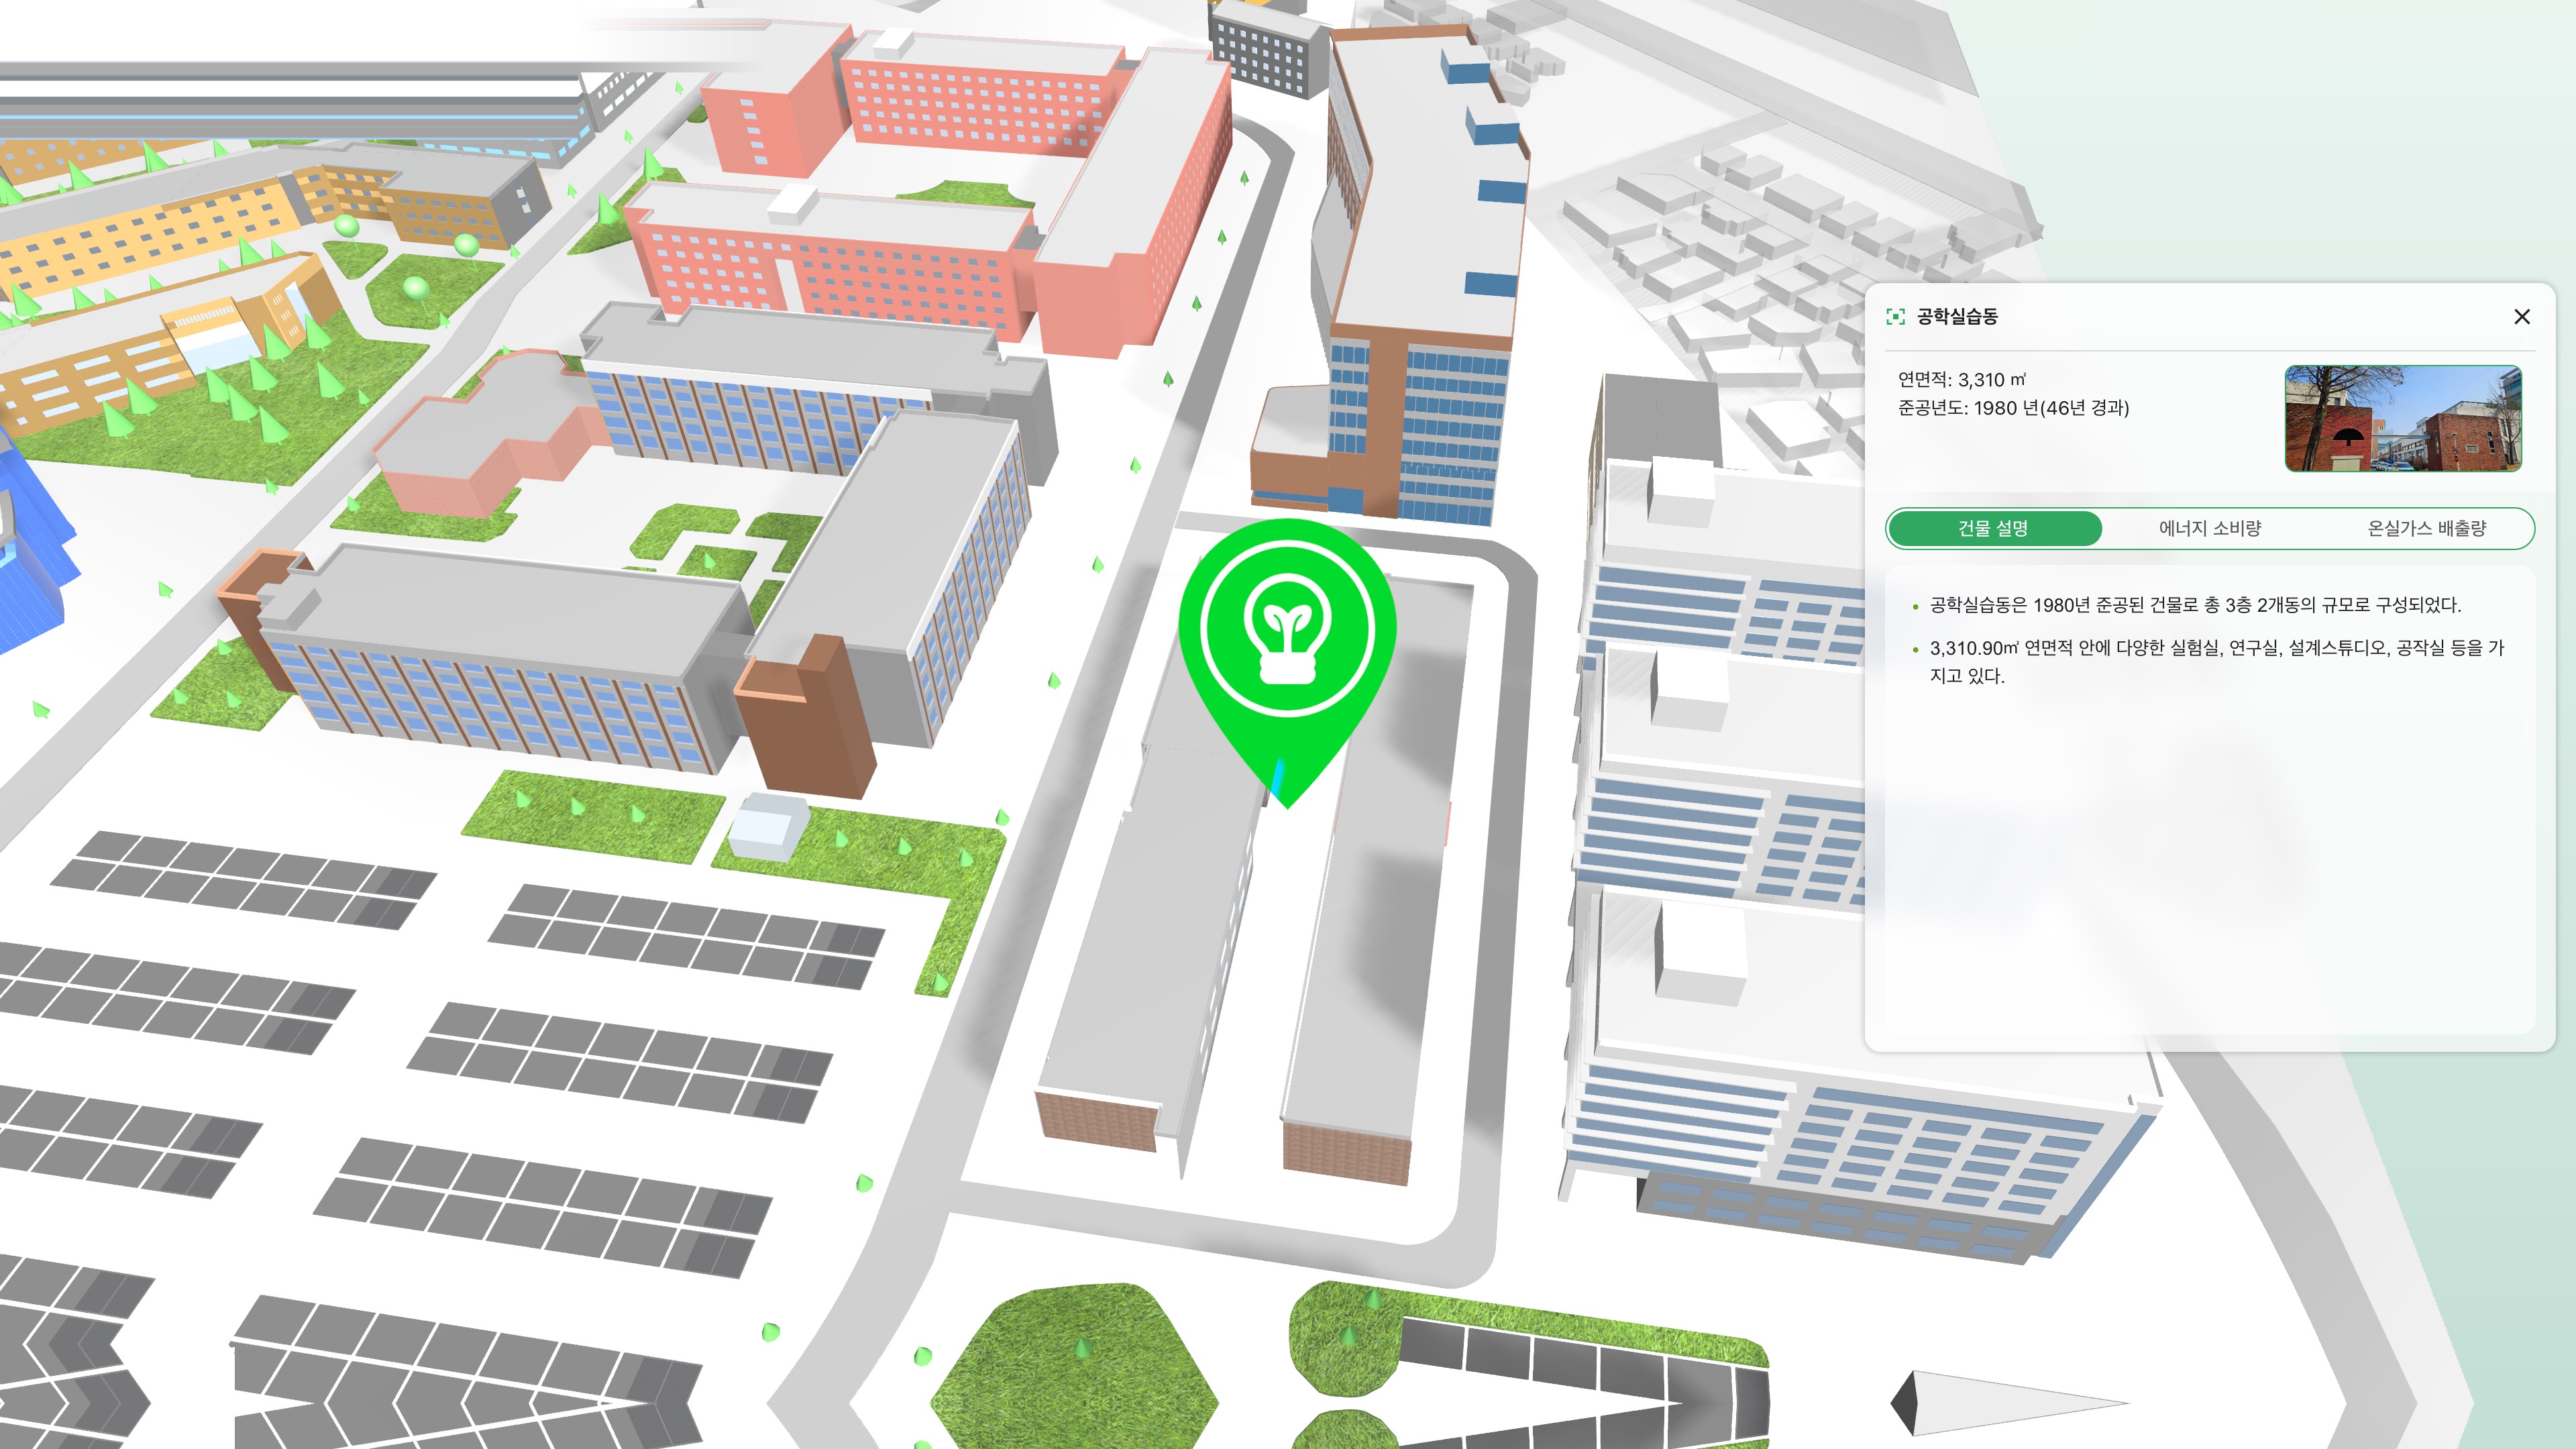 공학실습동
연면적: 3,310 ㎡
준공년도: 1980 년(46년 경과)
건물 설명
에너지 소비량
온실가스 배출량
공학실습동은 1980년 준공된 건물로 총 3층 2개동의 규모로 구성되었다.
3,310.90㎡ 연면적 안에 다양한 실험실, 연구실, 설계스튜디오, 공작실 등을 가
지고 있다.